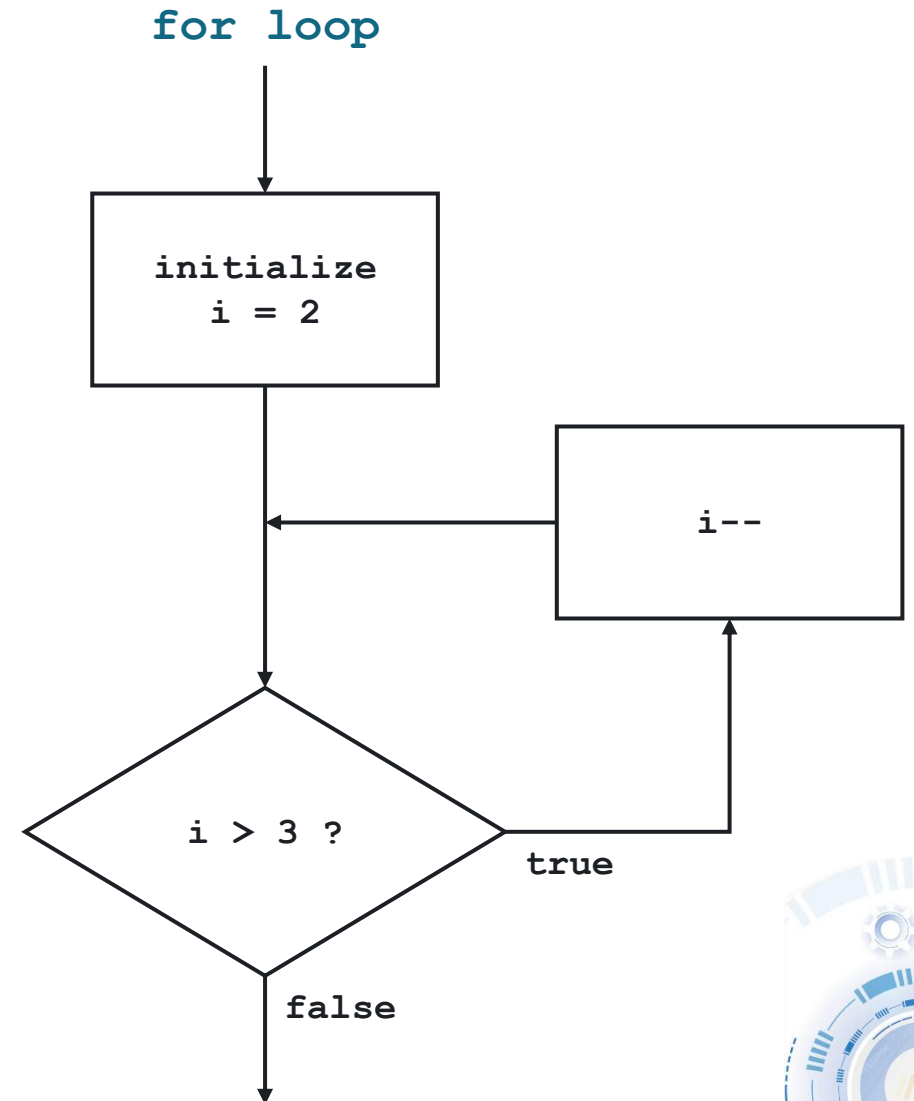 for loop
initialize
i = 2
i--
i > 3 ?
true
false